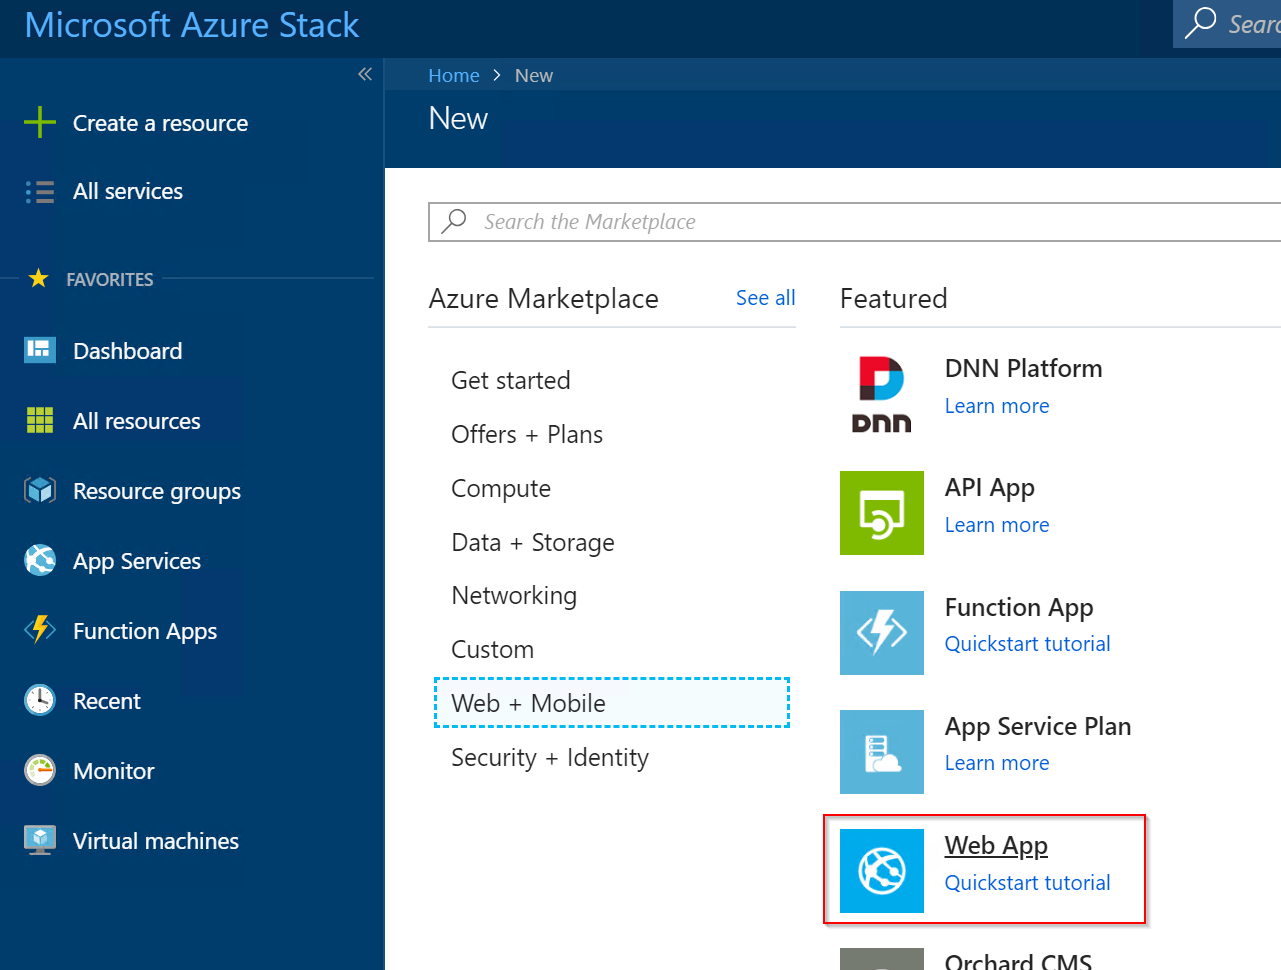 Microsoft Azure Stack
Sear
Home > New
New
Create a resource
All services
FAVORITES
Dashboard
All resources
Resource groups
App Services
Function Apps
Recent
Monitor
Virtual machines
Search the Marketplace
Azure Marketplace
See all
Get started
Offers + Plans
Compute
Data + Storage
Networking
Custom
Web + Mobile
Security + Identity
Featured
DNN
DNN Platform
Learn more
API App
Learn more
Function App
Quickstart tutorial
App Service Plan
Learn more
Web App
Quickstart tutorial
Orchard CMS